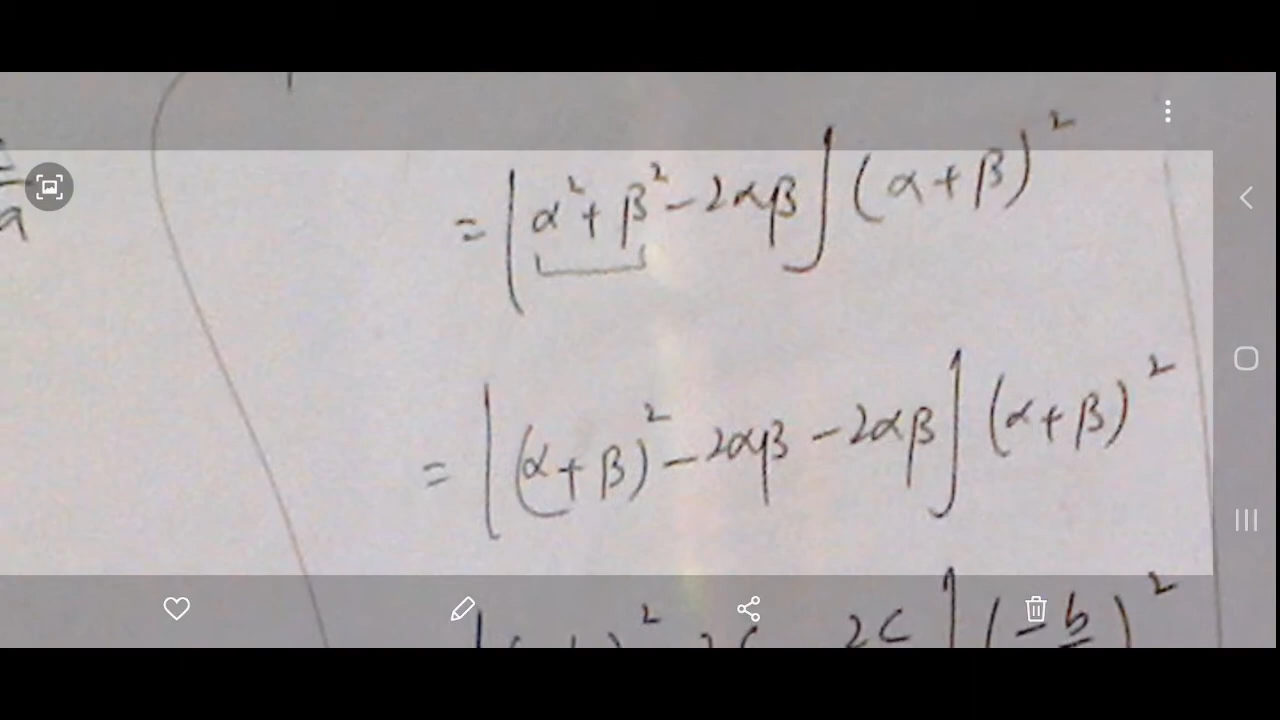 = [α² + β² - 2αβ] (α + β)²
= [(α + β)² - 2αβ - 2αβ] (α + β)²